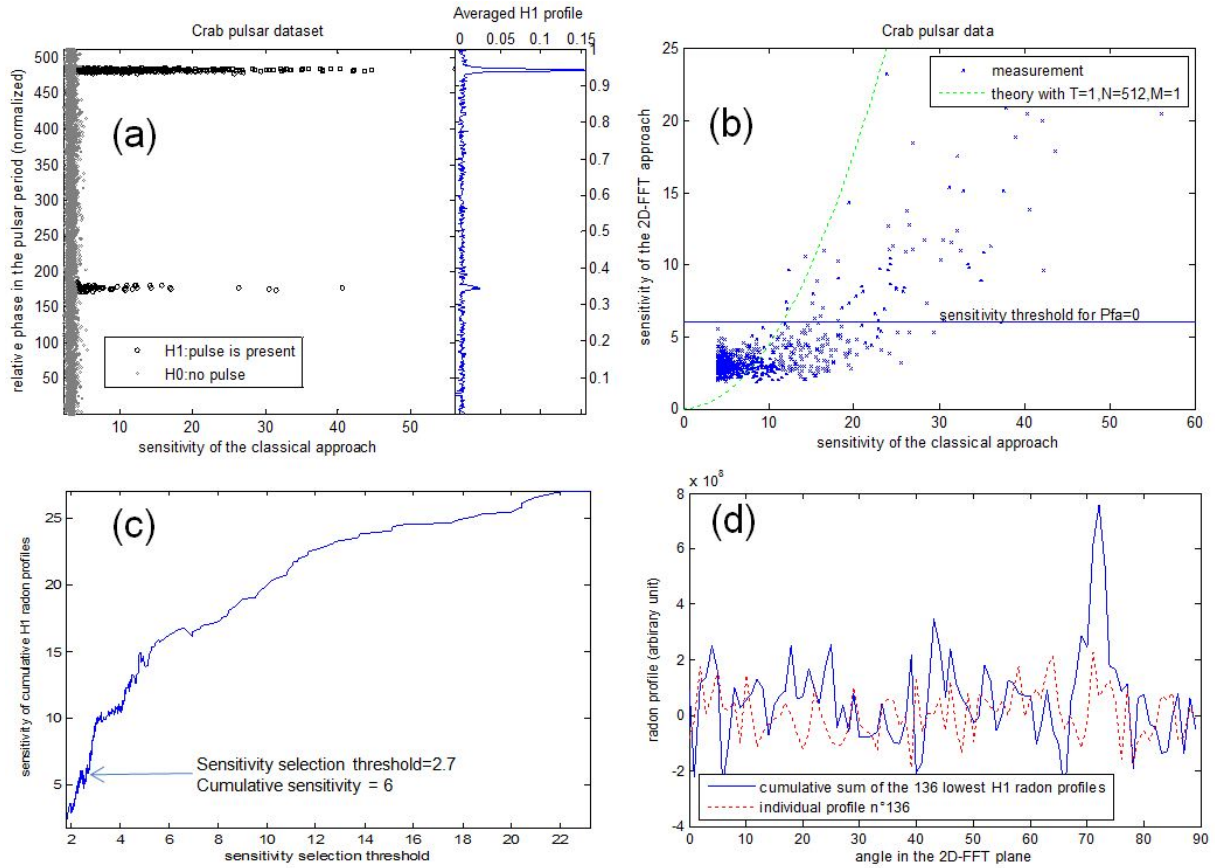 Crab pulsar dataset
Averaged H1 profile
0 0.05 0.1 0.15
relative phase in the pulsar period (normalized)
500
450
400
350
300
250
200
150
100
50
1
0.9
0.8
0.7
0.6
0.5
0.4
0.3
0.2
0.1
(a)
H1:pulse is present
H0:no pulse
10 20 30 40 50
sensitivity of the classical approach
Crab pulsar data
sensitivity of the 2D-FFT approach
25
20
15
10
5
0
(b)
measurement
theory with T=1,N=512,M=1
sensitivity threshold for Pfa=0
0 10 20 30 40 50 60
sensitivity of the classical approach
sensitivity of cumulative H1 radon profiles
25
20
15
10
5
(c)
Sensitivity selection threshold=2.7
Cumulative sensitivity = 6
2 4 6 8 10 12 14 16 18 20 22
sensitivity selection threshold
x 10^8
radon profile (arbirary unit)
8
6
4
2
0
-2
-4
(d)
cumulative sum of the 136 lowest H1 radon profiles
individual profile n°136
0 10 20 30 40 50 60 70 80 90
angle in the 2D-FFT plane